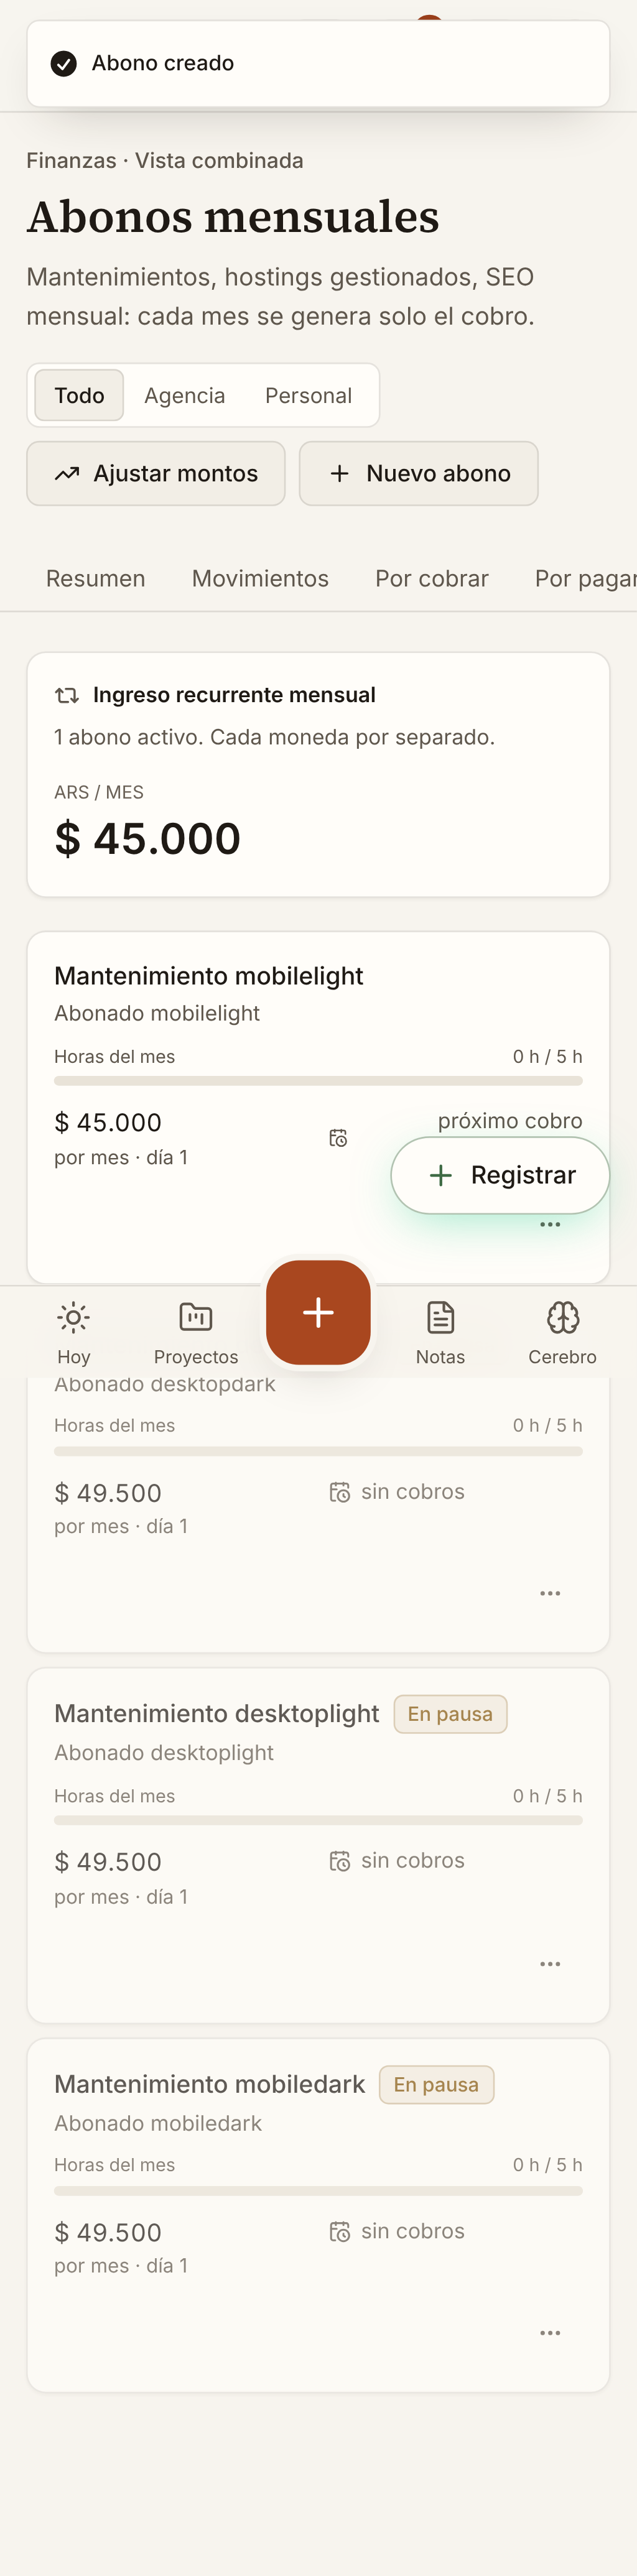 Abono creado
Finanzas · Vista combinada
Abonos mensuales
Mantenimientos, hostings gestionados, SEO
mensual: cada mes se genera solo el cobro.
Todo Agencia Personal
Ajustar montos Nuevo abono
Resumen Movimientos Por cobrar Por pagar
Ingreso recurrente mensual
1 abono activo. Cada moneda por separado.
ARS / MES
$ 45.000
Mantenimiento mobilelight
Abonado mobilelight
Horas del mes 0 h / 5 h
$ 45.000 próximo cobro
por mes · día 1
Registrar
Hoy Proyectos Notas Cerebro
Abonado desktopdark
Horas del mes 0 h / 5 h
$ 49.500 sin cobros
por mes · día 1
Mantenimiento desktoplight En pausa
Abonado desktoplight
Horas del mes 0 h / 5 h
$ 49.500 sin cobros
por mes · día 1
Mantenimiento mobiledark En pausa
Abonado mobiledark
Horas del mes 0 h / 5 h
$ 49.500 sin cobros
por mes · día 1